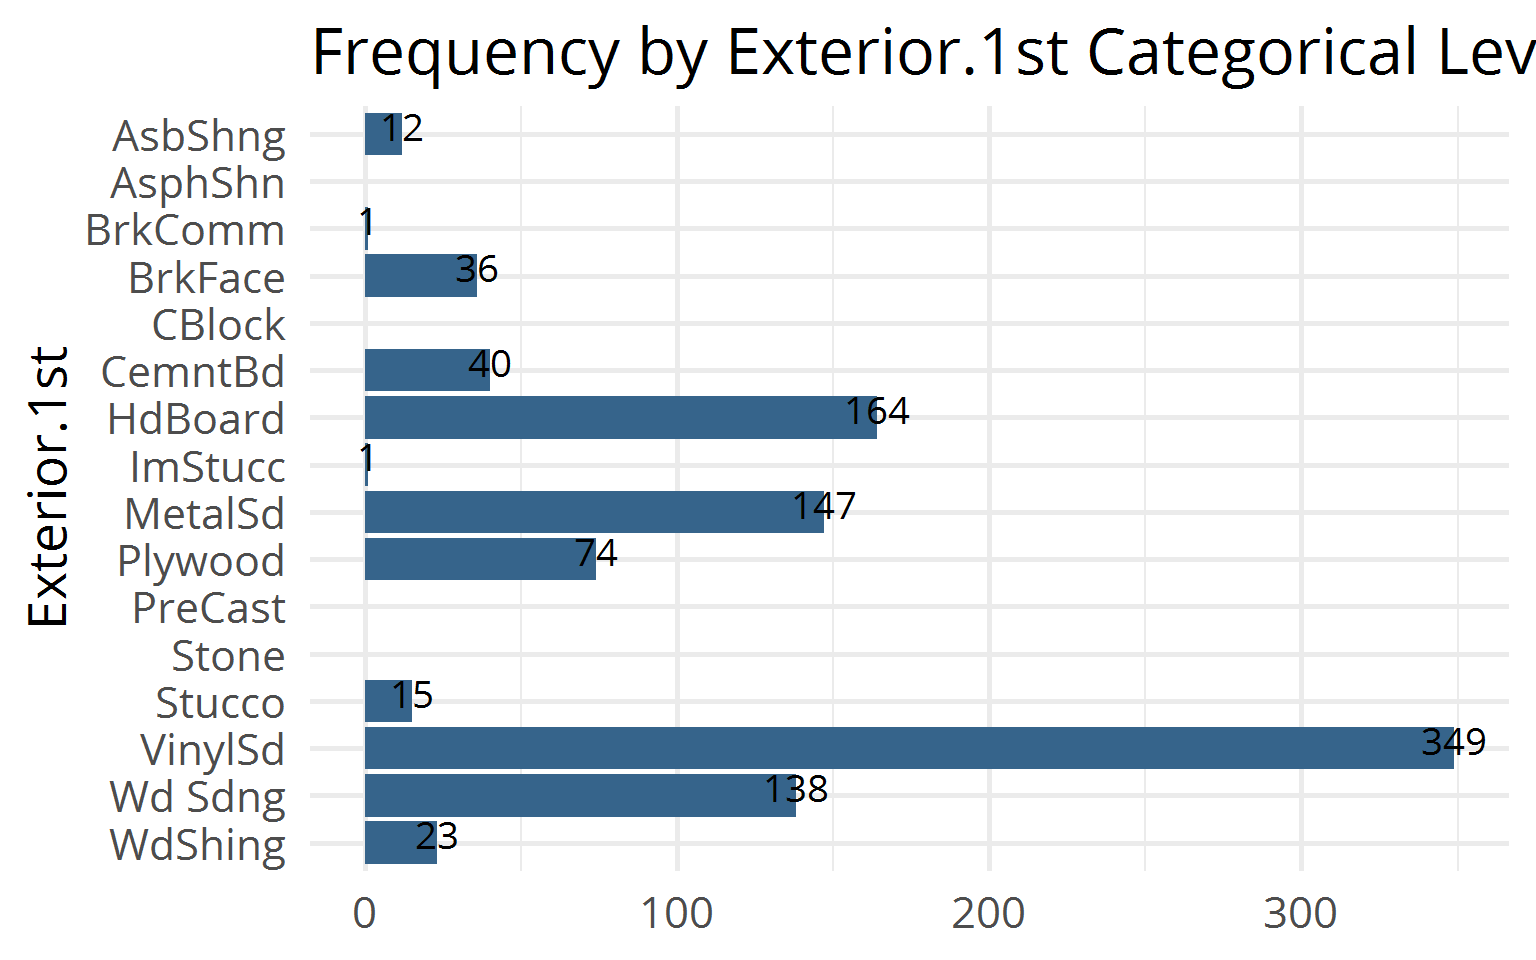 Frequency by Exterior.1st Categorical Lev
AsbShng 12
AsphShn
BrkComm 1
BrkFace 36
CBlock
CemntBd 40
HdBoard 164
ImStucc 1
MetalSd 147
Plywood 74
PreCast
Stone
Stucco 15
VinylSd 349
Wd Sdng 138
WdShing 23
Exterior.1st
0 100 200 300